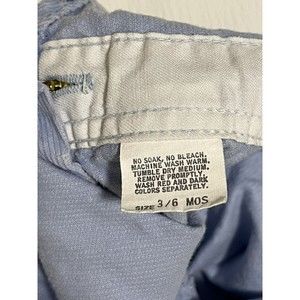 NO SOAK, NO BLEACH.
MACHINE WASH WARM.
TUMBLE DRY MEDIUM.
REMOVE PROMPTLY.
WASH RED AND DARK
COLORS SEPARATELY.
SIZE 3/6 MOS